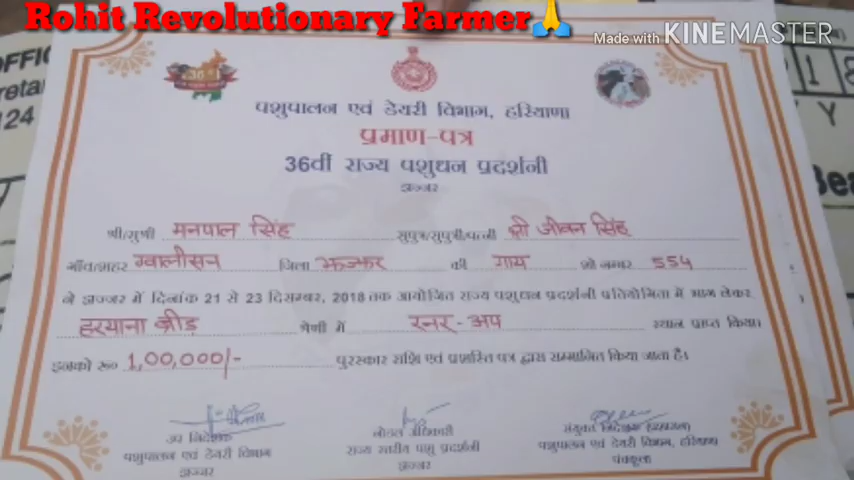 Rohit Revolutionary Farmer🙏
Made with KINEMASTER
पशुपालन एवं डेयरी विभाग, हरियाणा
प्रमाण-पत्र
36वीं राज्य पशुधन प्रदर्शनी
झज्जर
श्री/सुश्री मनपाल सिंह सुपुत्र/सुपुत्री/पत्नी श्री जीवन सिंह
गाँव/शहर ग्वालीसन जिला झज्झर की गाय शो नम्बर 554
ने झज्जर में दिनांक 21 से 23 दिसम्बर, 2018 तक आयोजित राज्य पशुधन प्रदर्शनी प्रतियोगिता में भाग लेकर
हरयाना ब्रीड श्रेणी में रनर-अप स्थान प्राप्त किया।
इनको रू० 1,00,000/- पुरस्कार राशि एवं प्रशस्ति पत्र द्वारा सम्मानित किया जाता है।
उप निदेशक
पशुपालन एवं डेयरी विभाग
झज्जर
नोडल अधिकारी
राज्य स्तरीय पशु प्रदर्शनी
झज्जर
संयुक्त निदेशक
पशुपालन एवं डेयरी विभाग, हरियाणा
पंचकूला